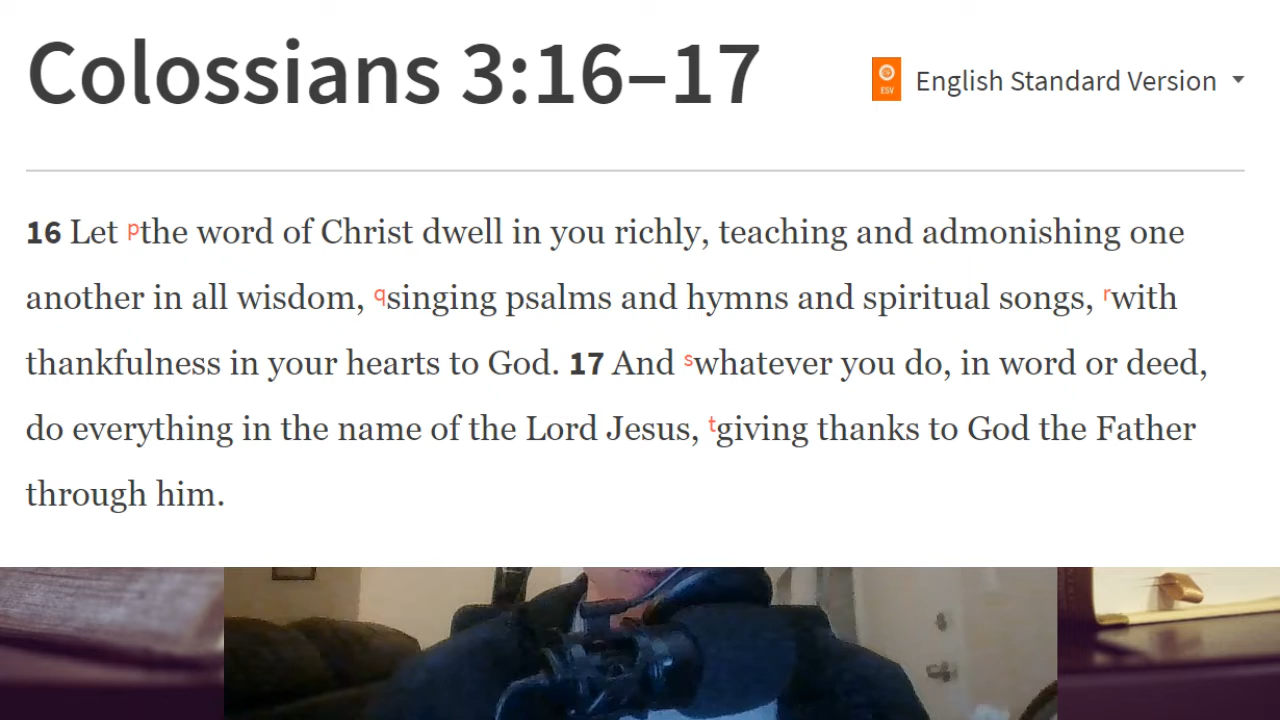 Colossians 3:16–17
ESV
English Standard Version
16 Let pthe word of Christ dwell in you richly, teaching and admonishing one
another in all wisdom, qsinging psalms and hymns and spiritual songs, rwith
thankfulness in your hearts to God. 17 And swhatever you do, in word or deed,
do everything in the name of the Lord Jesus, tgiving thanks to God the Father
through him.